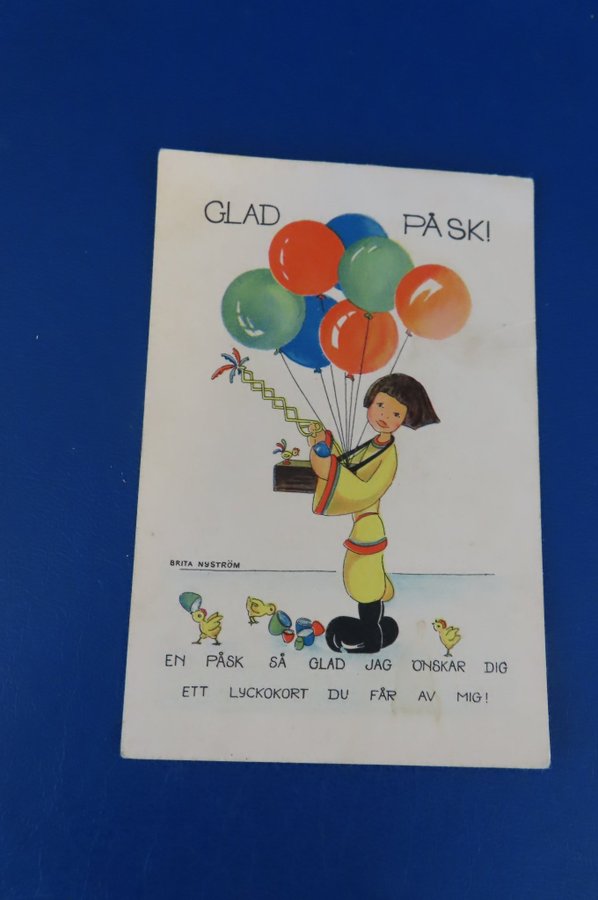 GLAD PÅSK!
BRITA NYSTRÖM
EN PÅSK SÅ GLAD JAG ÖNSKAR DIG
ETT LYCKOKORT DU FÅR AV MIG!